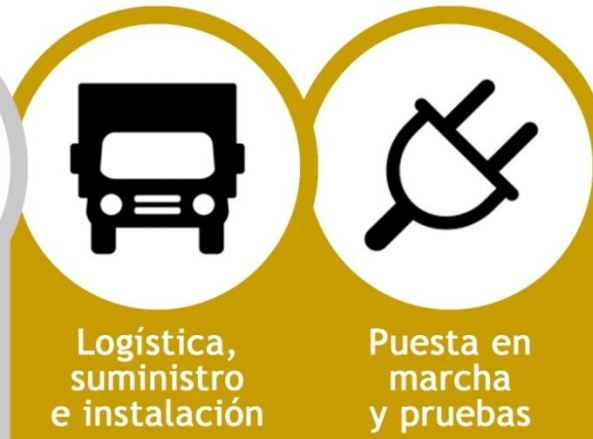 Logística,
suministro
e instalación
Puesta en
marcha
y pruebas